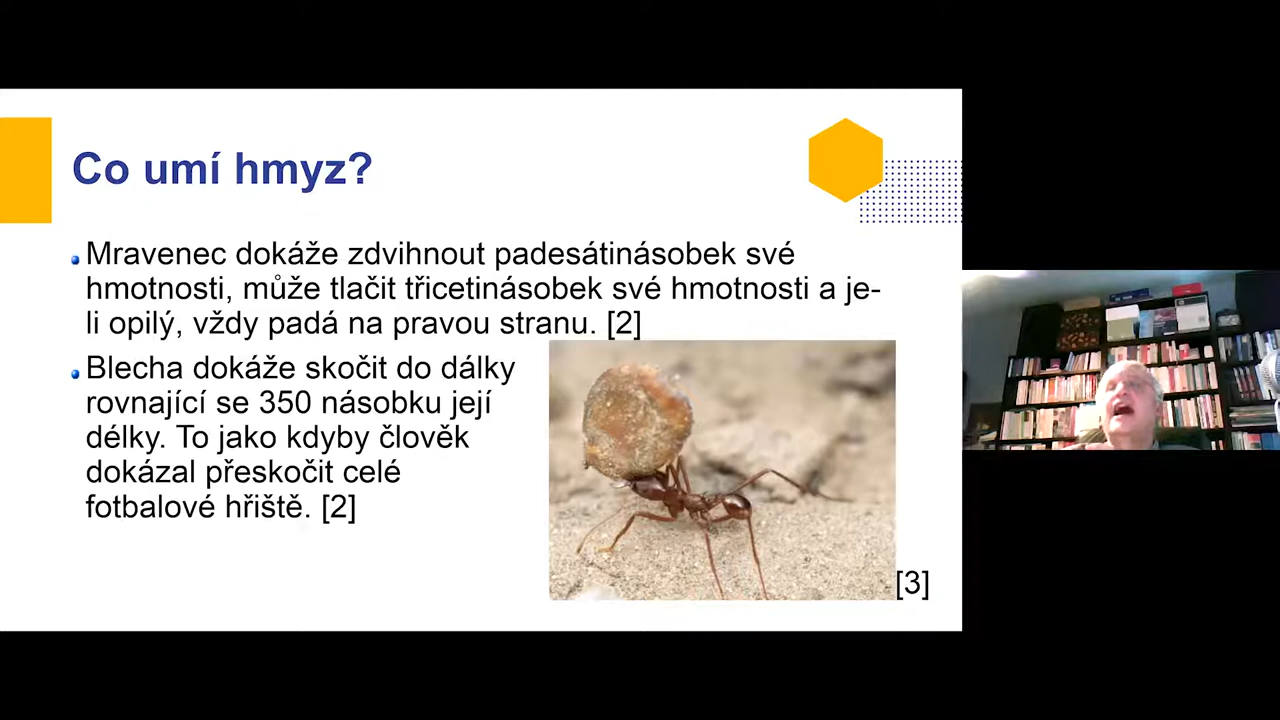 Co umí hmyz?
Mravenec dokáže zdvihnout padesátinásobek své
hmotnosti, může tlačit třicetinásobek své hmotnosti a je-
li opilý, vždy padá na pravou stranu. [2]
Blecha dokáže skočit do dálky
rovnající se 350 násobku její
délky. To jako kdyby člověk
dokázal přeskočit celé
fotbalové hřiště. [2]
[3]